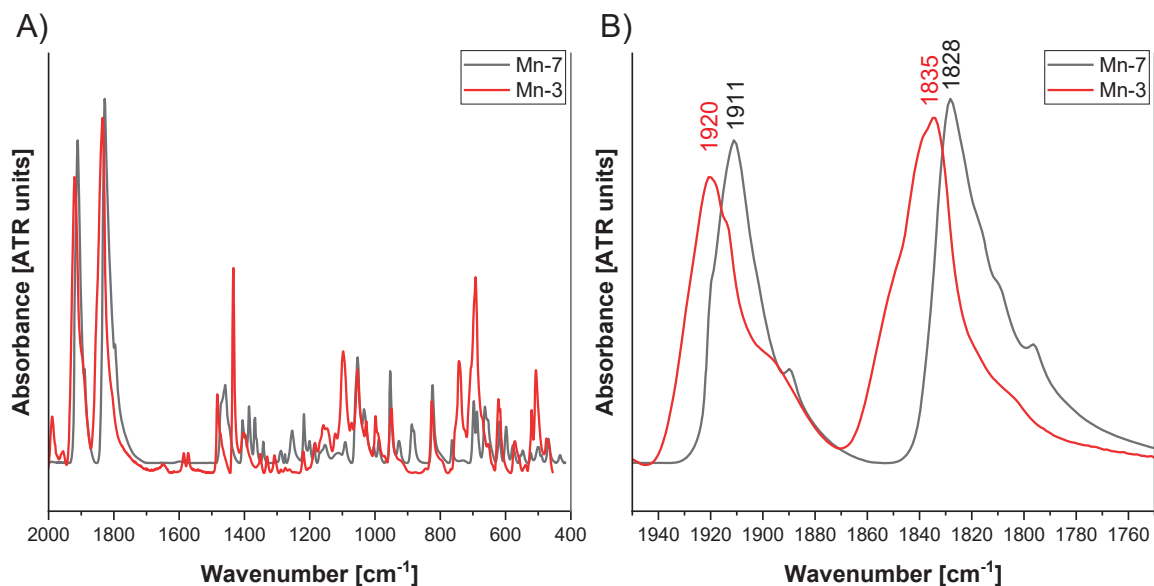 A)
Mn-7
Mn-3
Absorbance [ATR units]
2000 1800 1600 1400 1200 1000 800 600 400
Wavenumber [cm⁻¹]
B)
1920
1911
1835
1828
Mn-7
Mn-3
Absorbance [ATR units]
1940 1920 1900 1880 1860 1840 1820 1800 1780 1760
Wavenumber [cm⁻¹]